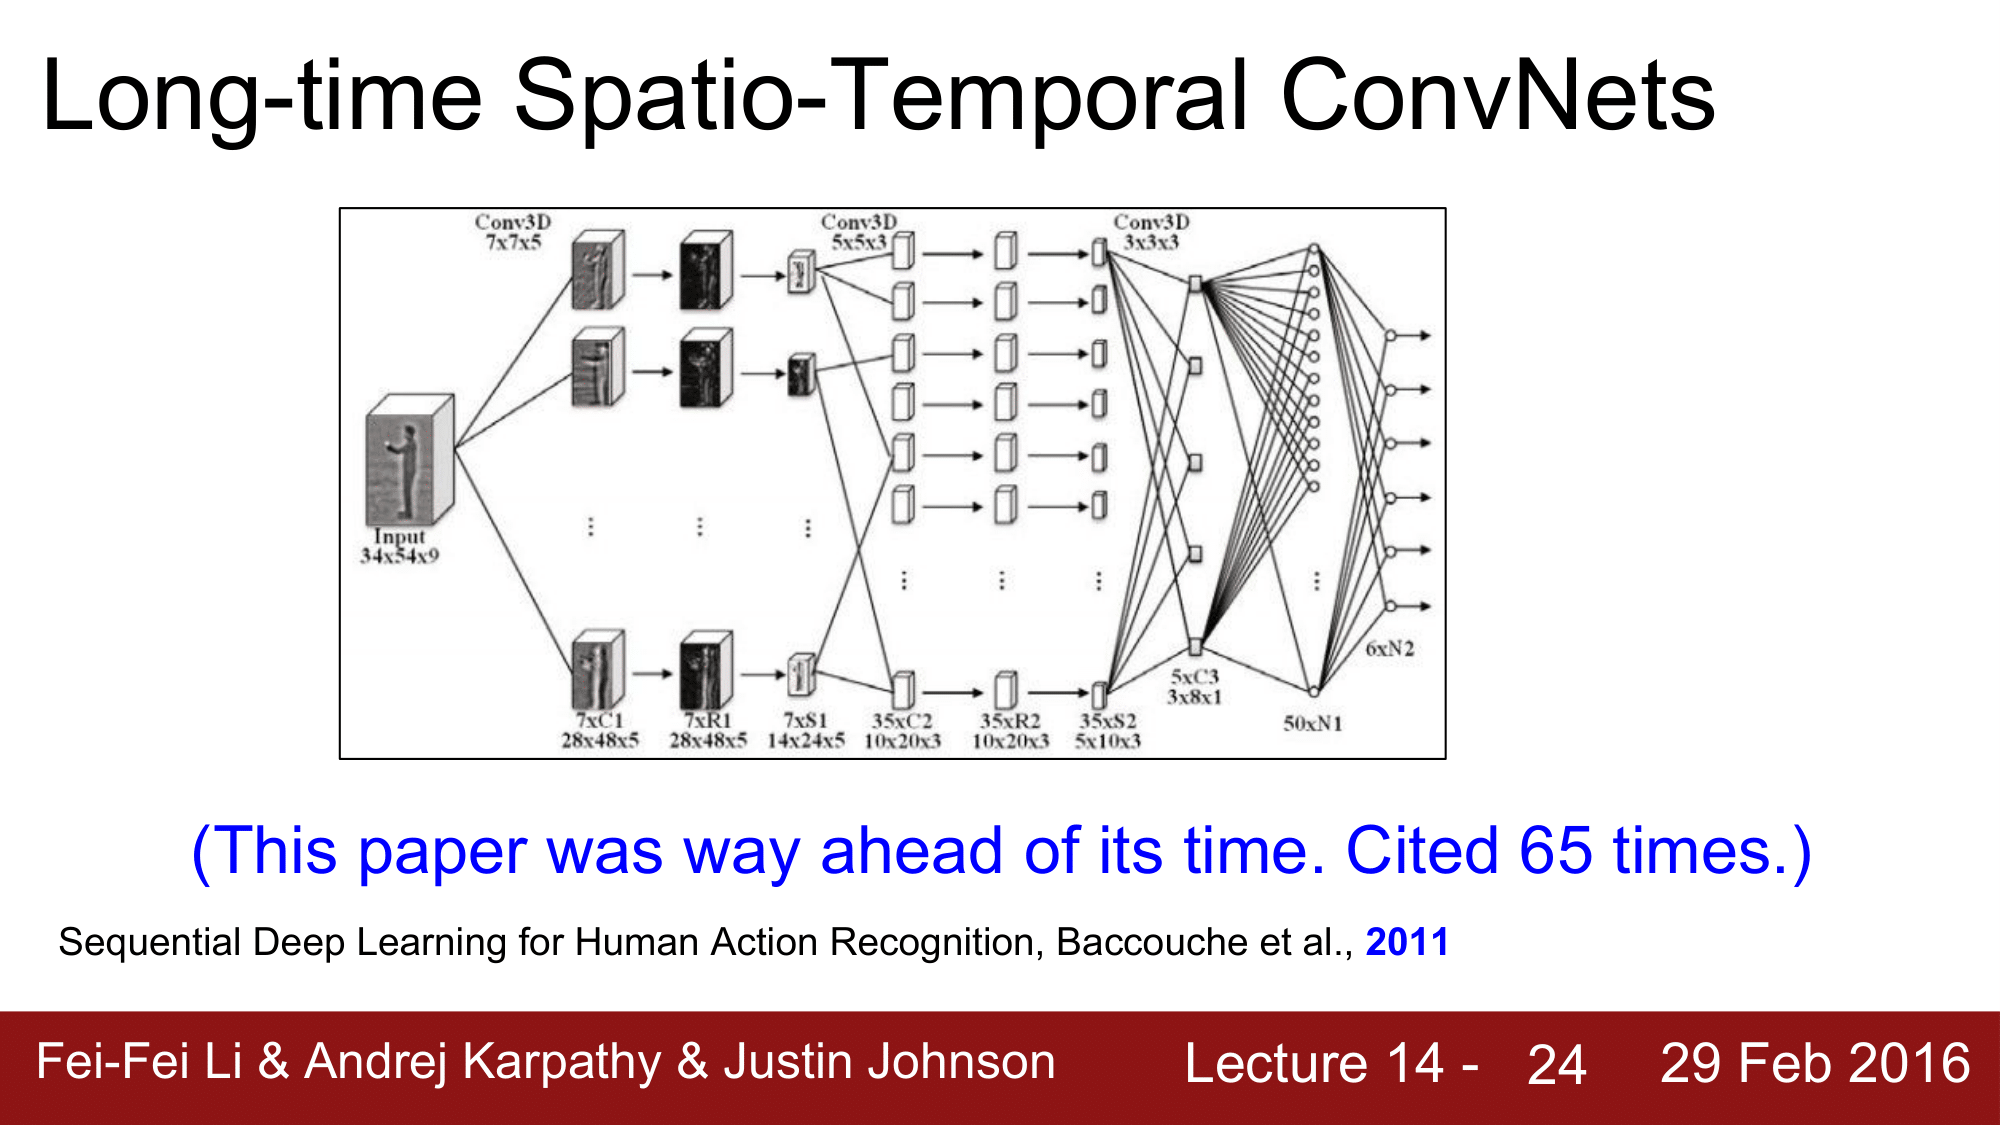 Long-time Spatio-Temporal ConvNets
Conv3D
7x7x5
Conv3D
5x5x3
Conv3D
3x3x3
Input
34x54x9
7xC1
28x48x5
7xR1
28x48x5
7xS1
14x24x5
35xC2
10x20x3
35xR2
10x20x3
35xS2
5x10x3
5xC3
3x8x1
50xN1
6xN2
(This paper was way ahead of its time. Cited 65 times.)
Sequential Deep Learning for Human Action Recognition, Baccouche et al., 2011
Fei-Fei Li & Andrej Karpathy & Justin Johnson
Lecture 14 - 24
29 Feb 2016